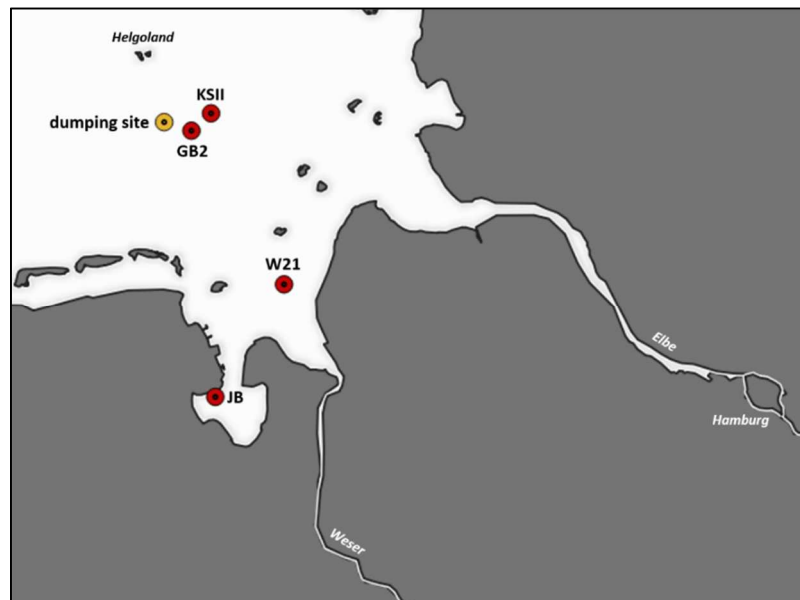 Helgoland
KSII
dumping site
GB2
W21
Elbe
JB
Hamburg
Weser